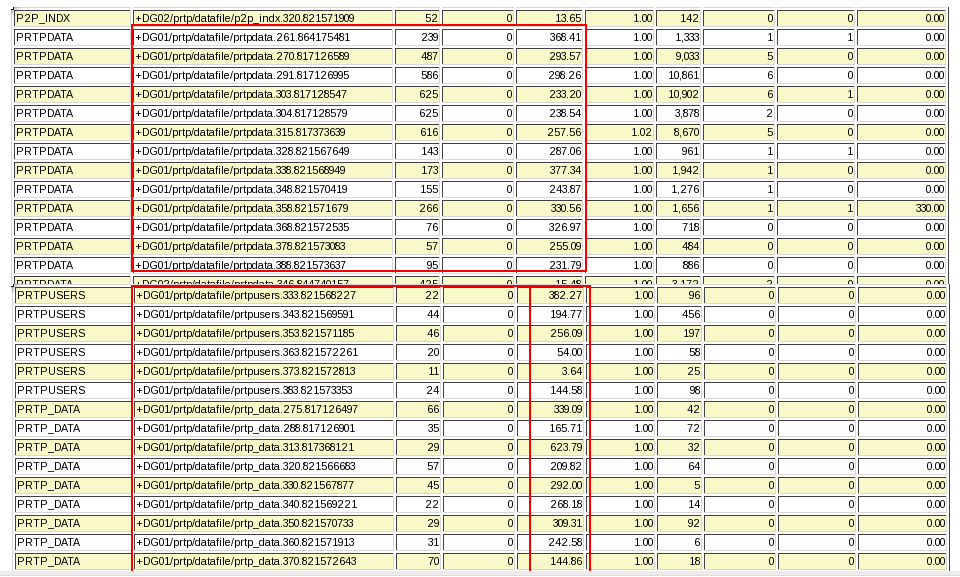 P2P_INDX +DG02/prtp/datafile/p2p_indx.320.821571909 52 0 13.65 1.00 142 0 0 0.00
PRTPDATA +DG01/prtp/datafile/prtpdata.261.864175481 239 0 368.41 1.00 1,333 1 1 0.00
PRTPDATA +DG01/prtp/datafile/prtpdata.270.817126589 487 0 293.57 1.00 9,033 5 0 0.00
PRTPDATA +DG01/prtp/datafile/prtpdata.291.817126995 586 0 298.26 1.00 10,861 6 0 0.00
PRTPDATA +DG01/prtp/datafile/prtpdata.303.817128547 625 0 233.20 1.00 10,902 6 1 0.00
PRTPDATA +DG01/prtp/datafile/prtpdata.304.817128579 625 0 238.54 1.00 3,878 2 0 0.00
PRTPDATA +DG01/prtp/datafile/prtpdata.315.817373639 616 0 257.56 1.02 8,670 5 0 0.00
PRTPDATA +DG01/prtp/datafile/prtpdata.328.821567649 143 0 287.06 1.00 961 1 1 0.00
PRTPDATA +DG01/prtp/datafile/prtpdata.338.821568949 173 0 377.34 1.00 1,942 1 0 0.00
PRTPDATA +DG01/prtp/datafile/prtpdata.348.821570419 155 0 243.87 1.00 1,276 1 0 0.00
PRTPDATA +DG01/prtp/datafile/prtpdata.358.821571679 266 0 330.56 1.00 1,656 1 1 330.00
PRTPDATA +DG01/prtp/datafile/prtpdata.368.821572535 76 0 326.97 1.00 718 0 0 0.00
PRTPDATA +DG01/prtp/datafile/prtpdata.378.821573083 57 0 255.09 1.00 484 0 0 0.00
PRTPDATA +DG01/prtp/datafile/prtpdata.388.821573637 95 0 231.79 1.00 886 0 0 0.00
PRTPUSERS +DG01/prtp/datafile/prtpusers.333.821568227 22 0 382.27 1.00 96 0 0 0.00
PRTPUSERS +DG01/prtp/datafile/prtpusers.343.821569591 44 0 194.77 1.00 456 0 0 0.00
PRTPUSERS +DG01/prtp/datafile/prtpusers.353.821571185 46 0 256.09 1.00 197 0 0 0.00
PRTPUSERS +DG01/prtp/datafile/prtpusers.363.821572261 20 0 54.00 1.00 58 0 0 0.00
PRTPUSERS +DG01/prtp/datafile/prtpusers.373.821572813 11 0 3.64 1.00 25 0 0 0.00
PRTPUSERS +DG01/prtp/datafile/prtpusers.383.821573353 24 0 144.58 1.00 98 0 0 0.00
PRTP_DATA +DG01/prtp/datafile/prtp_data.275.817126497 66 0 339.09 1.00 42 0 0 0.00
PRTP_DATA +DG01/prtp/datafile/prtp_data.288.817126901 35 0 165.71 1.00 72 0 0 0.00
PRTP_DATA +DG01/prtp/datafile/prtp_data.313.817368121 29 0 623.79 1.00 32 0 0 0.00
PRTP_DATA +DG01/prtp/datafile/prtp_data.320.821566683 57 0 209.82 1.00 64 0 0 0.00
PRTP_DATA +DG01/prtp/datafile/prtp_data.330.821567877 45 0 292.00 1.00 5 0 0 0.00
PRTP_DATA +DG01/prtp/datafile/prtp_data.340.821569221 22 0 268.18 1.00 14 0 0 0.00
PRTP_DATA +DG01/prtp/datafile/prtp_data.350.821570733 29 0 309.31 1.00 92 0 0 0.00
PRTP_DATA +DG01/prtp/datafile/prtp_data.360.821571913 31 0 242.58 1.00 6 0 0 0.00
PRTP_DATA +DG01/prtp/datafile/prtp_data.370.821572643 70 0 144.86 1.00 18 0 0 0.00